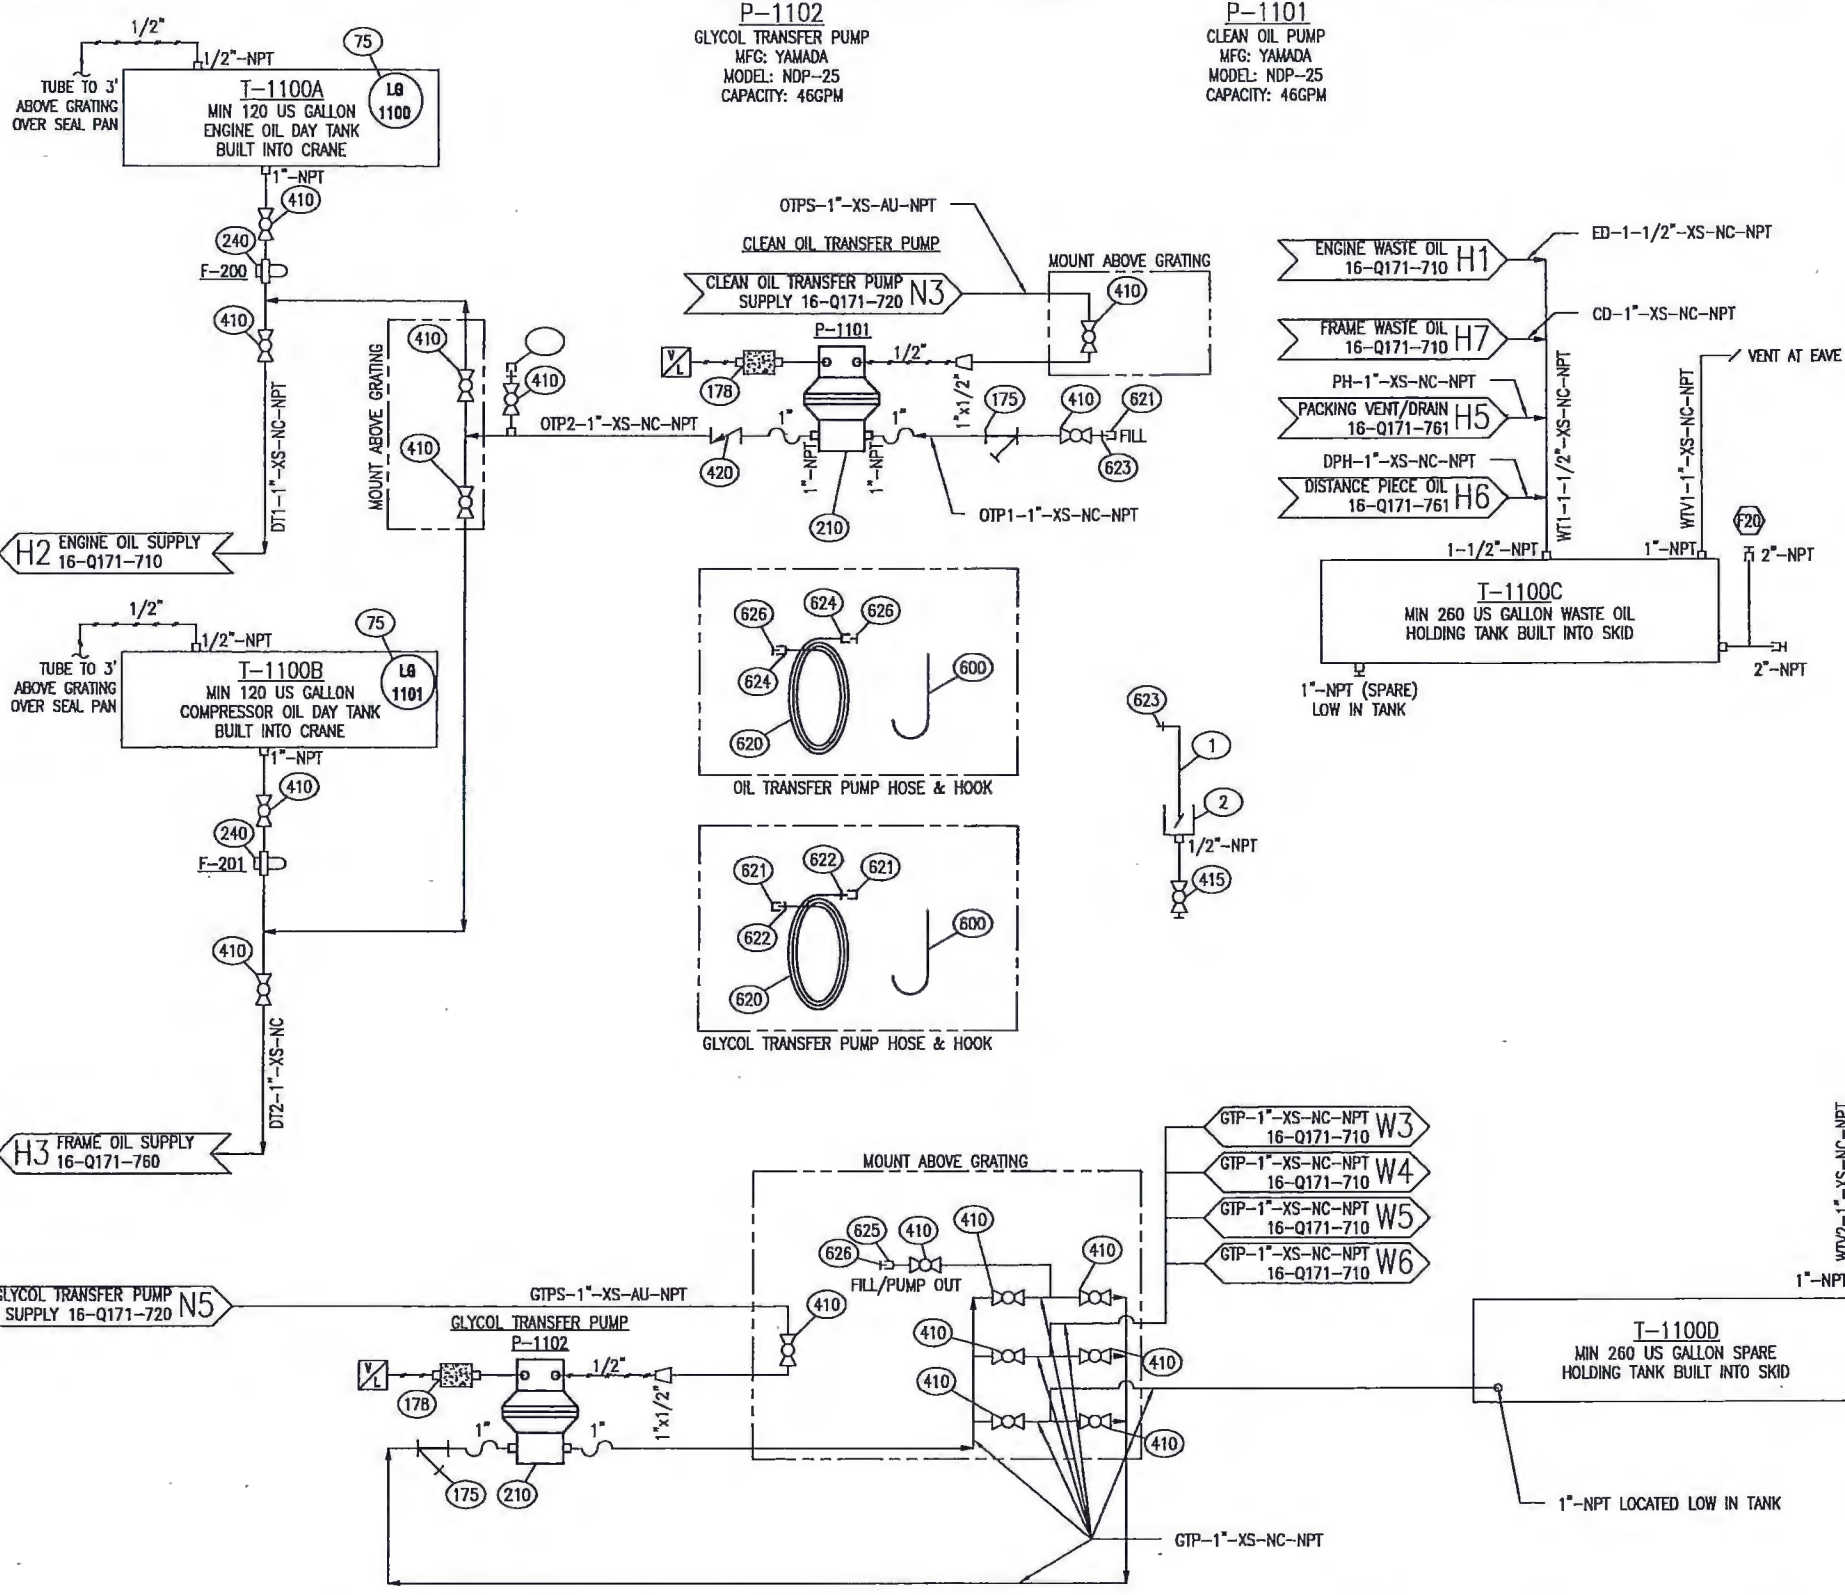 P-1102
GLYCOL TRANSFER PUMP
MFG: YAMADA
MODEL: NDP-25
CAPACITY: 46GPM
P-1101
CLEAN OIL PUMP
MFG: YAMADA
MODEL: NDP-25
CAPACITY: 46GPM
1/2"
1/2"-NPT
75
TUBE TO 3'
ABOVE GRATING
OVER SEAL PAN
T-1100A
MIN 120 US GALLON
ENGINE OIL DAY TANK
BUILT INTO CRANE
LG
1100
1"-NPT
410
240
F-200
410
DT1-1"-XS-NC-NPT
H2 ENGINE OIL SUPPLY
16-Q171-710
MOUNT ABOVE GRATING
410
410
410
OTP2-1"-XS-NC-NPT
420
OTPS-1"-XS-AU-NPT
CLEAN OIL TRANSFER PUMP
CLEAN OIL TRANSFER PUMP
SUPPLY 16-Q171-720 N3
MOUNT ABOVE GRATING
410
P-1101
V/L
178
1/2"
1"x1/2"
1"
1"
1"-NPT
1"-NPT
210
175
410
621
FILL
623
OTP1-1"-XS-NC-NPT
ENGINE WASTE OIL
16-Q171-710 H1
ED-1-1/2"-XS-NC-NPT
FRAME WASTE OIL
16-Q171-710 H7
CD-1"-XS-NC-NPT
PH-1"-XS-NC-NPT
PACKING VENT/DRAIN
16-Q171-761 H5
DPH-1"-XS-NC-NPT
DISTANCE PIECE OIL
16-Q171-761 H6
WT1-1-1/2"-XS-NC-NPT
WTV1-1"-XS-NC-NPT
VENT AT EAVE
F20
1-1/2"-NPT
1"-NPT
2"-NPT
T-1100C
MIN 260 US GALLON WASTE OIL
HOLDING TANK BUILT INTO SKID
2"-NPT
1"-NPT (SPARE)
LOW IN TANK
1/2"
1/2"-NPT
75
TUBE TO 3'
ABOVE GRATING
OVER SEAL PAN
T-1100B
MIN 120 US GALLON
COMPRESSOR OIL DAY TANK
BUILT INTO CRANE
LG
1101
1"-NPT
410
240
F-201
410
DT2-1"-XS-NC
H3 FRAME OIL SUPPLY
16-Q171-760
626
624
626
624
600
620
OIL TRANSFER PUMP HOSE & HOOK
621
622
621
622
600
620
GLYCOL TRANSFER PUMP HOSE & HOOK
623
1
2
1/2"-NPT
415
GTP-1"-XS-NC-NPT
16-Q171-710 W3
GTP-1"-XS-NC-NPT
16-Q171-710 W4
GTP-1"-XS-NC-NPT
16-Q171-710 W5
GTP-1"-XS-NC-NPT
16-Q171-710 W6
MOUNT ABOVE GRATING
625
410
410
410
626
FILL/PUMP OUT
410
410
410
410
410
GLYCOL TRANSFER PUMP
SUPPLY 16-Q171-720 N5
GTPS-1"-XS-AU-NPT
GLYCOL TRANSFER PUMP
P-1102
V/L
178
1/2"
1"x1/2"
1"
1"
175
210
GTP-1"-XS-NC-NPT
WTV2-1"-XS-NC-NPT
1"-NPT
T-1100D
MIN 260 US GALLON SPARE
HOLDING TANK BUILT INTO SKID
1"-NPT LOCATED LOW IN TANK